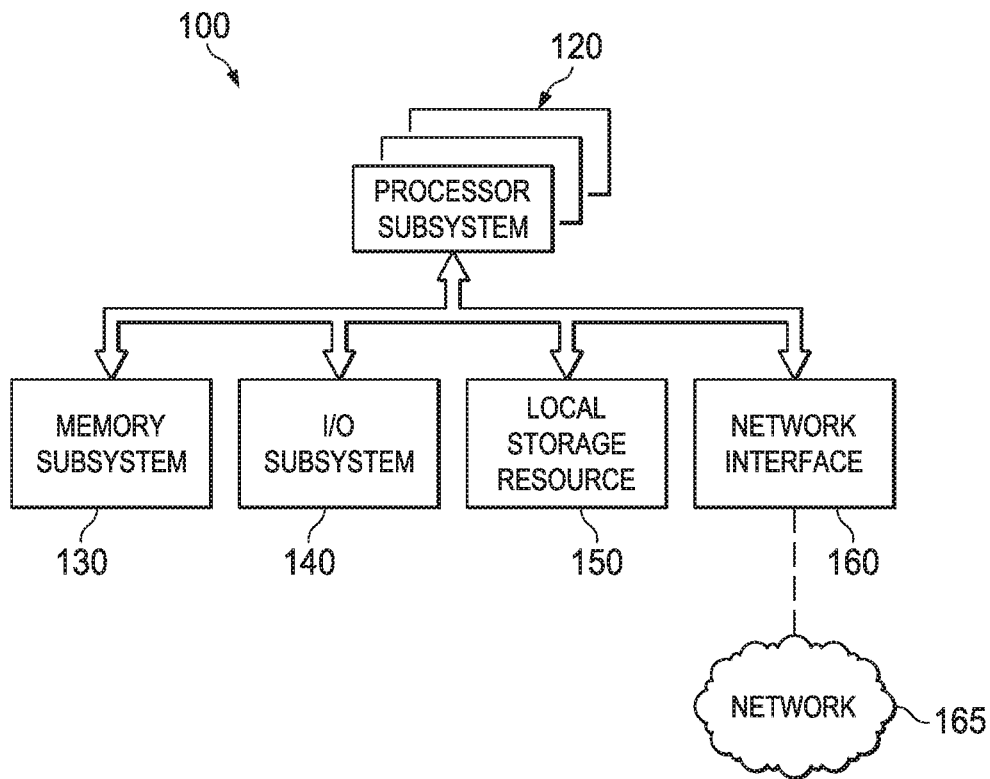 100
120
PROCESSOR
SUBSYSTEM
MEMORY
SUBSYSTEM
I/O
SUBSYSTEM
LOCAL
STORAGE
RESOURCE
NETWORK
INTERFACE
130
140
150
160
NETWORK
165